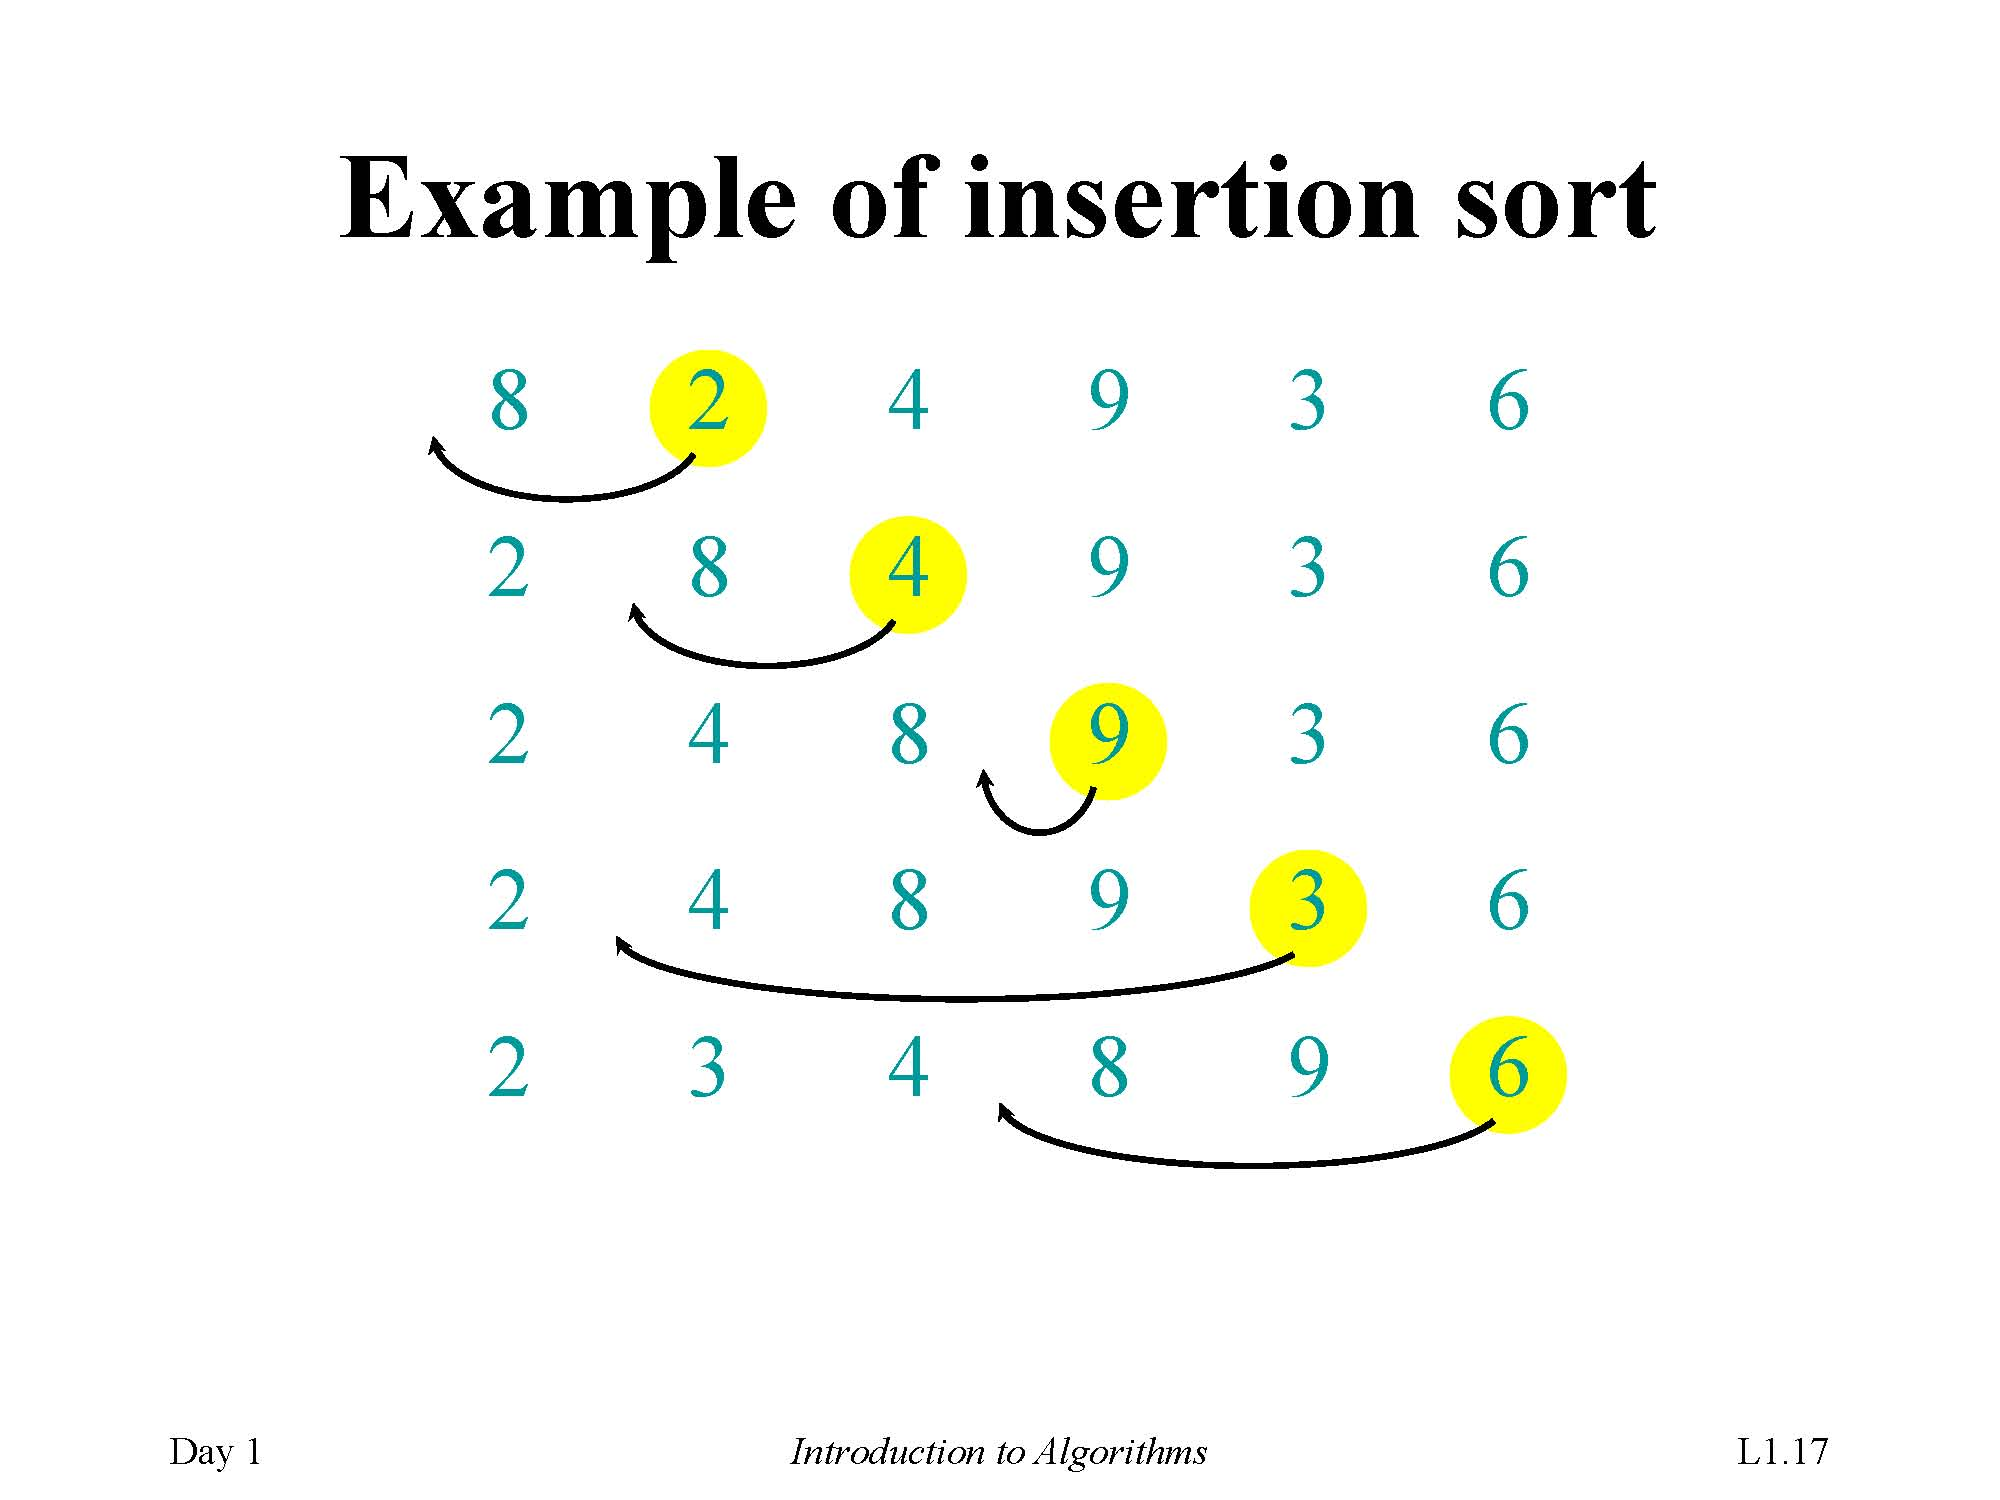 Example of insertion sort
8 2 4 9 3 6
2 8 4 9 3 6
2 4 8 9 3 6
2 4 8 9 3 6
2 3 4 8 9 6
Day 1 Introduction to Algorithms L1.17